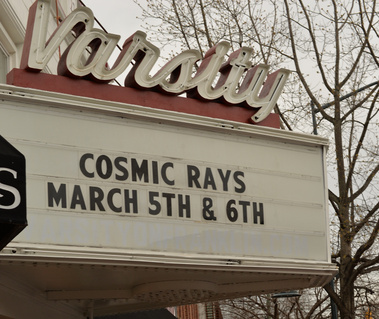 Varsity
COSMIC RAYS
MARCH 5TH & 6TH
S